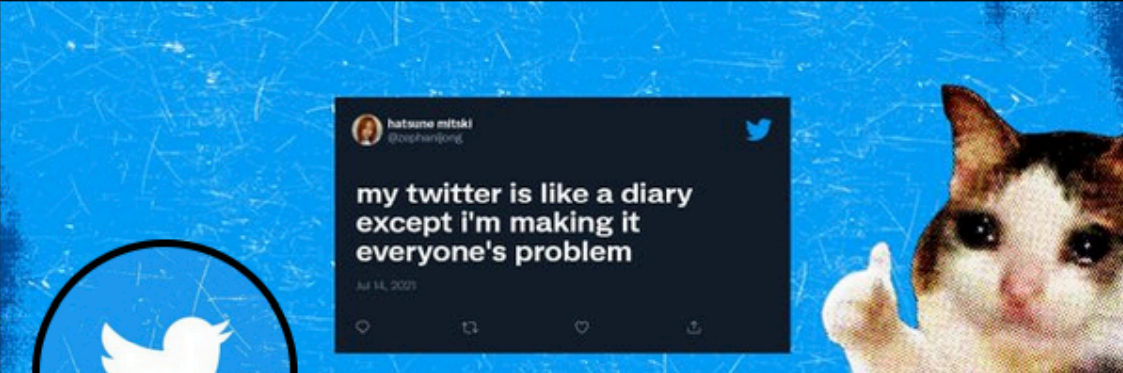 hatsune mitski
@zephanijong
my twitter is like a diary
except i'm making it
everyone's problem
Jul 14, 2021